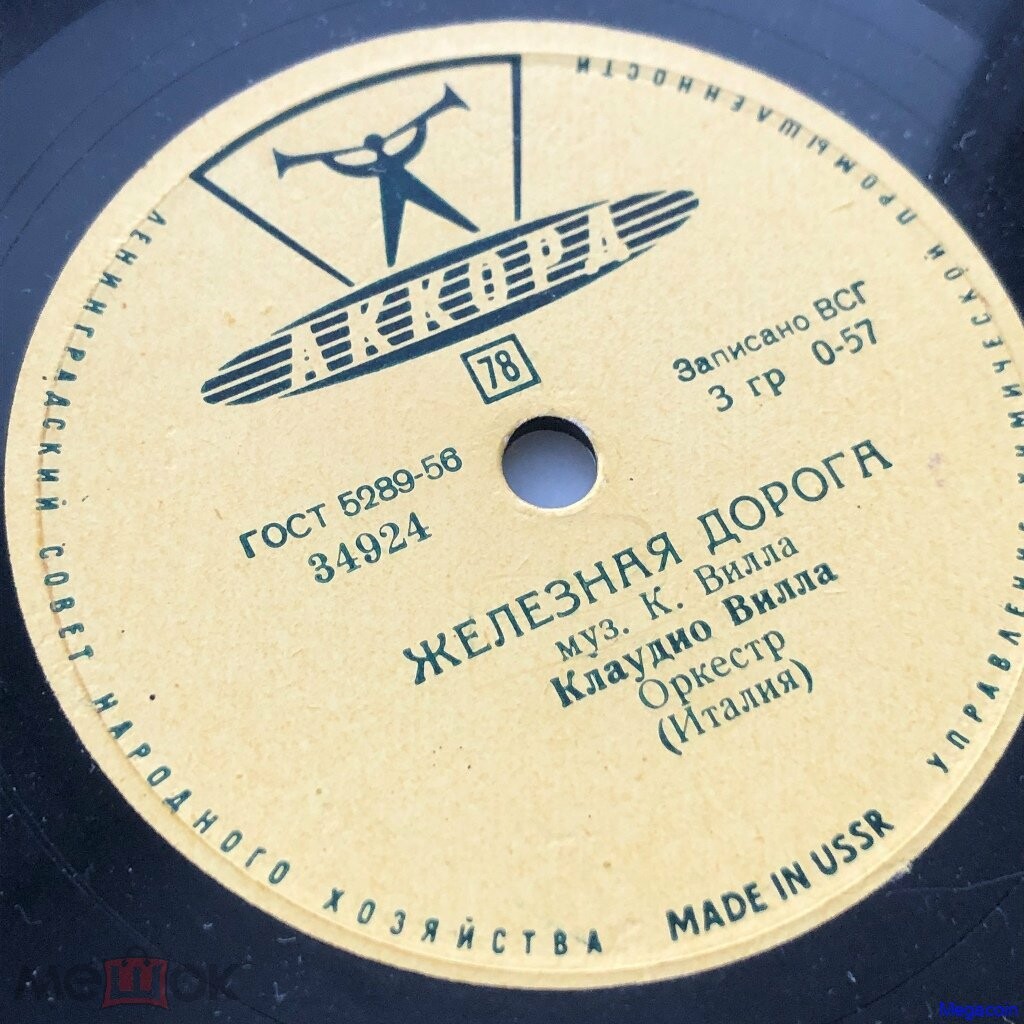 АККОРД
78
Записано ВСГ
3 гр 0-57
ГОСТ 5289-56
34924
ЖЕЛЕЗНАЯ ДОРОГА
муз. К. Вилла
Клаудио Вилла
Оркестр
(Италия)
ЛЕНИНГРАДСКИЙ СОВЕТ НАРОДНОГО ХОЗЯЙСТВА
MADE IN USSR
УПРАВЛЕНИЕ ХИМИЧЕСКОЙ ПРОМЫШЛЕННОСТИ
мешок